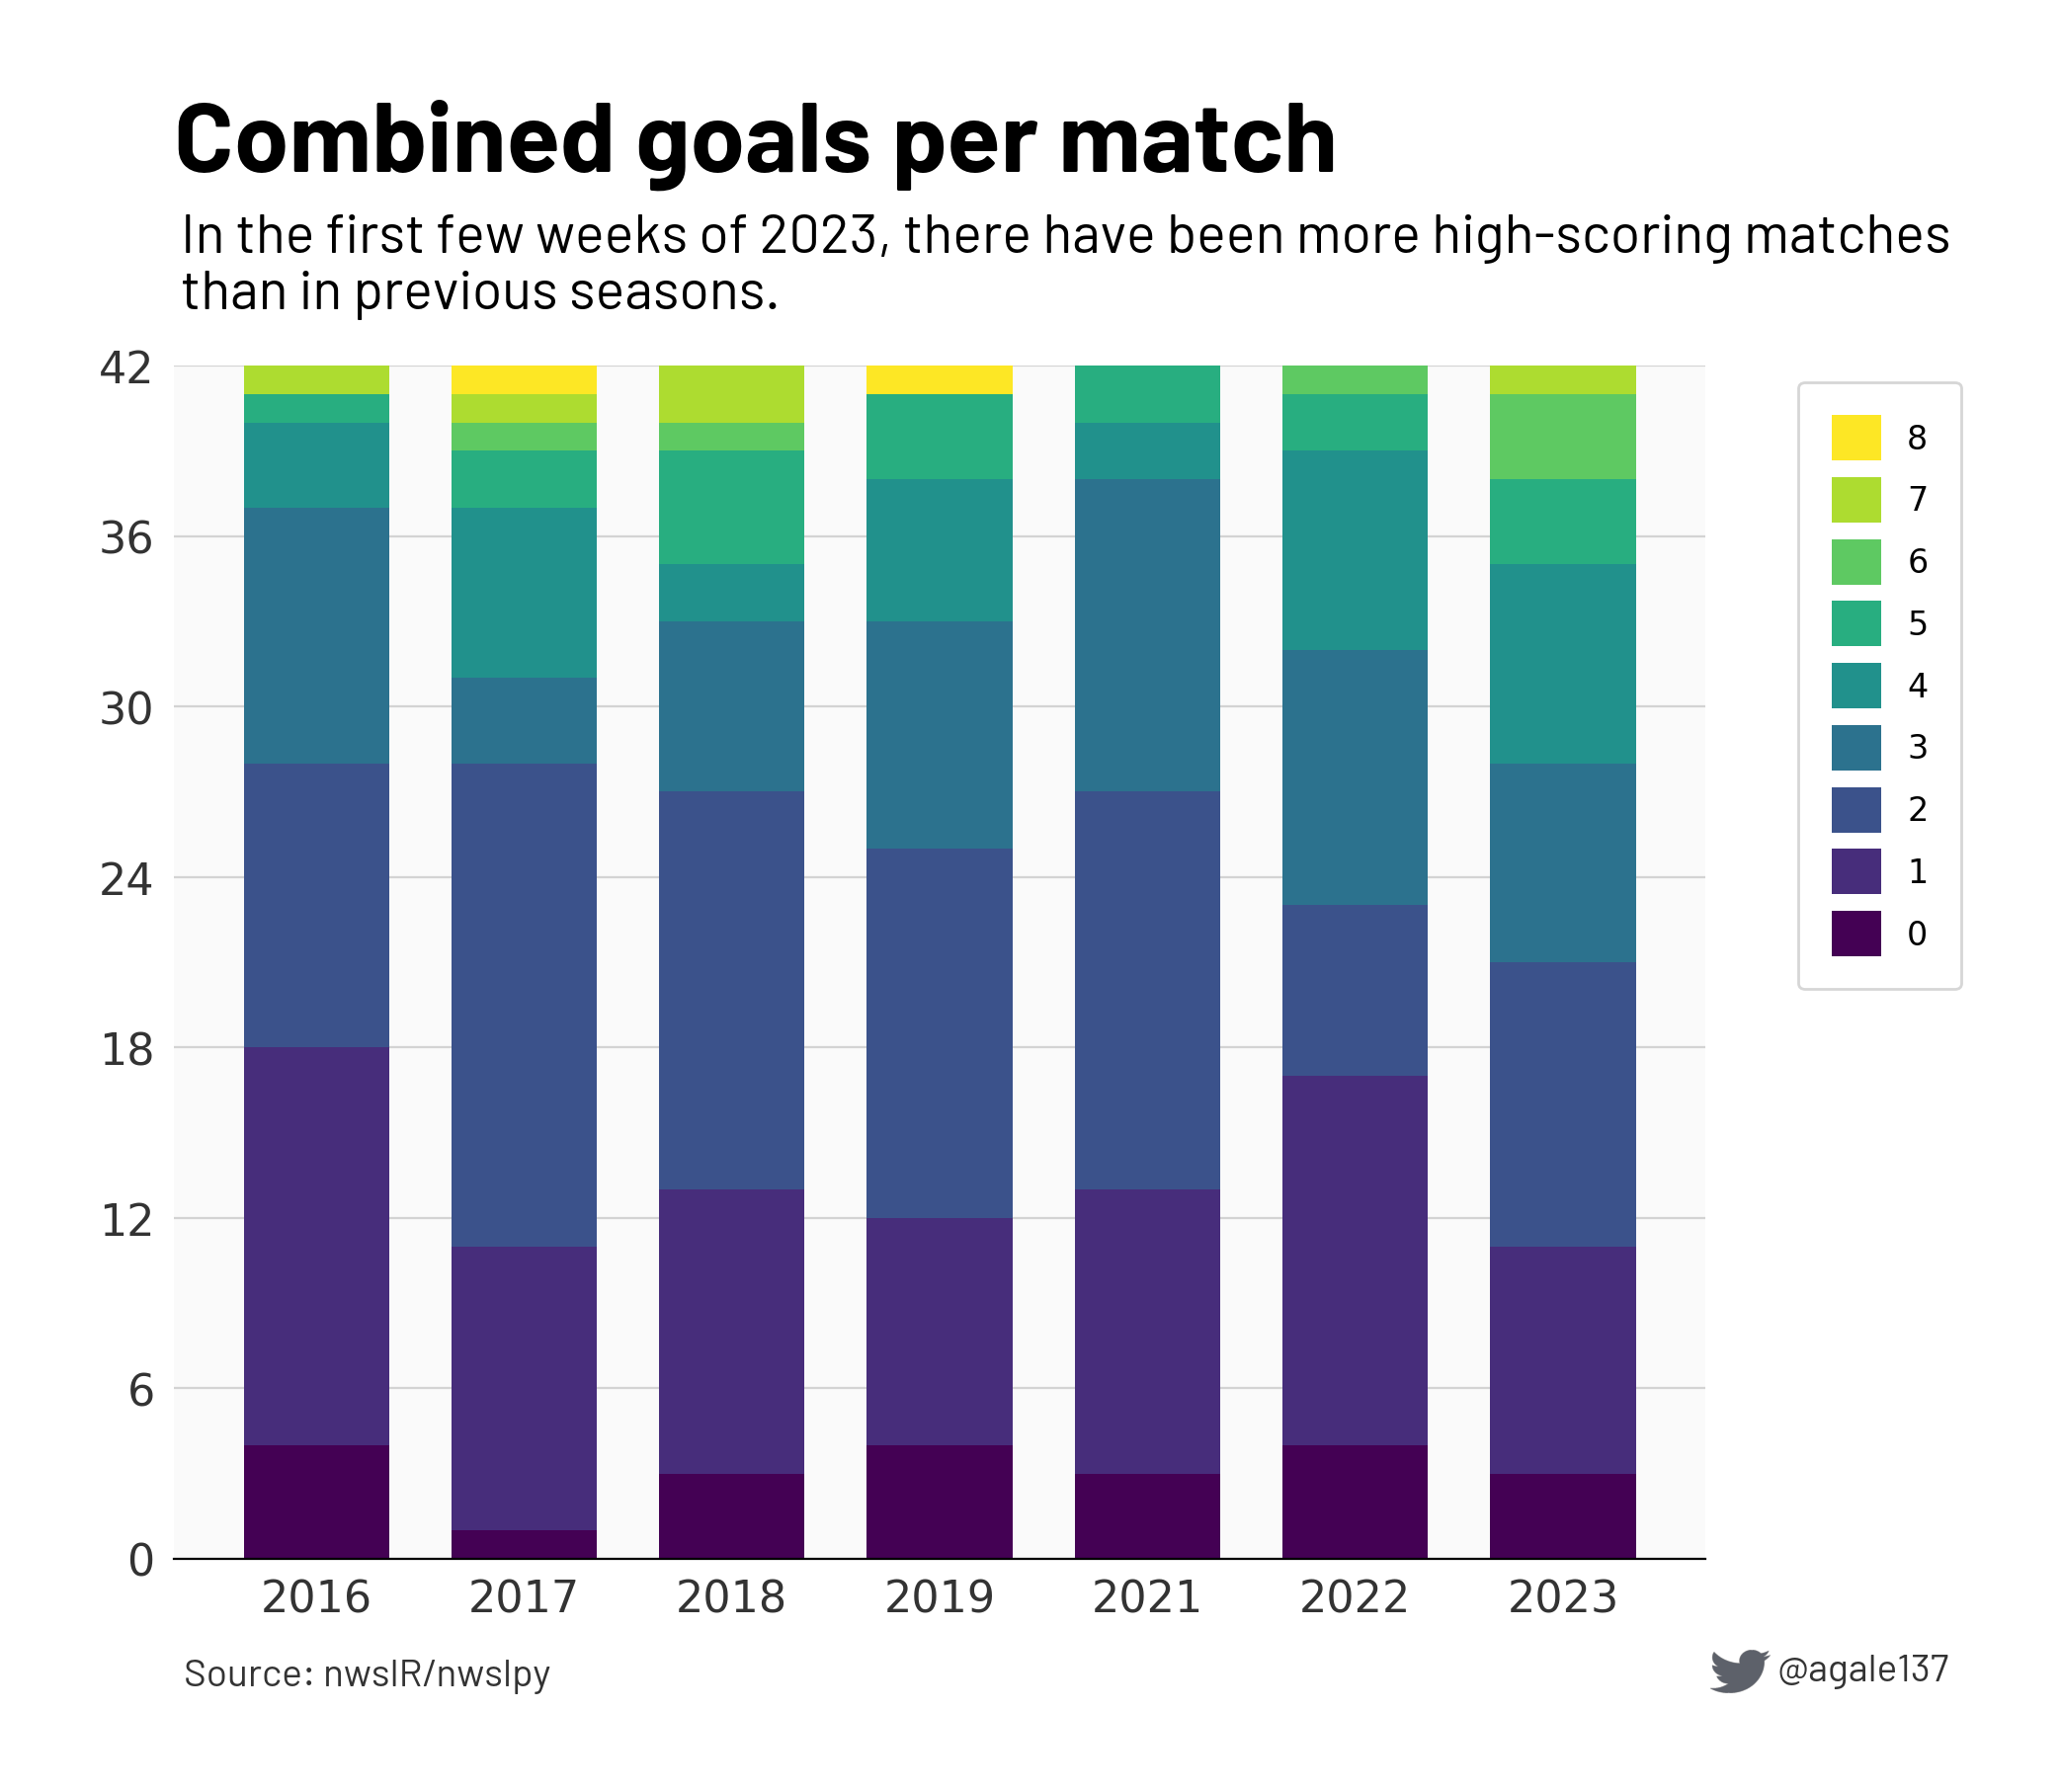 Combined goals per match
In the first few weeks of 2023, there have been more high-scoring matches
than in previous seasons.
42
36
30
24
18
12
6
0
2016 2017 2018 2019 2021 2022 2023
8
7
6
5
4
3
2
1
0
Source: nwslR/nwslpy
@agale137